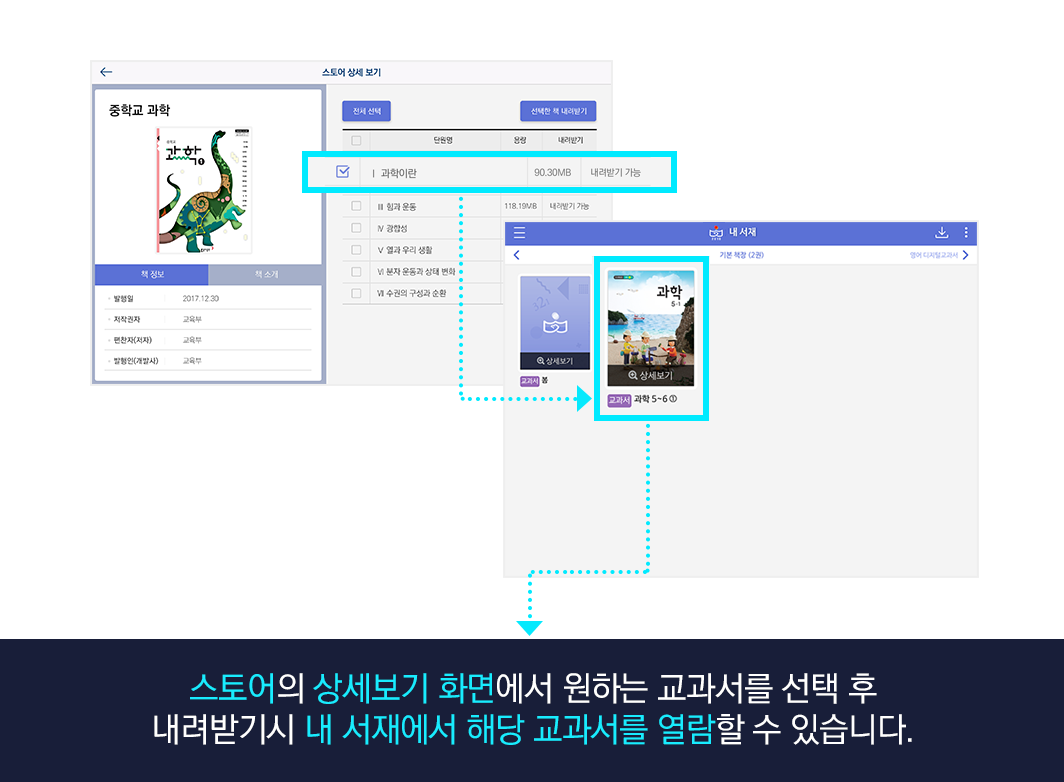 스토어 상세 보기
중학교 과학
중학교
과학 1
책 정보 책 소개
· 발행일 2017.12.30
· 저작권자 교육부
· 편찬자(저자) 교육부
· 발행인(개발사) 교육부
전체 선택 선택한 책 내려받기
단원명 용량 내려받기
Ⅰ 과학이란 90.30MB 내려받기 가능
Ⅲ 힘과 운동 118.19MB 내려받기 가능
Ⅳ 광합성
Ⅴ 열과 우리 생활
Ⅵ 분자 운동과 상태 변화
Ⅶ 수권의 구성과 순환
내 서재
기본 책장 (2권) 영어 디지털교과서
상세보기
교과서 봄
과학
5-1
상세보기
교과서 과학 5~6 ①
스토어의 상세보기 화면에서 원하는 교과서를 선택 후
내려받기시 내 서재에서 해당 교과서를 열람할 수 있습니다.